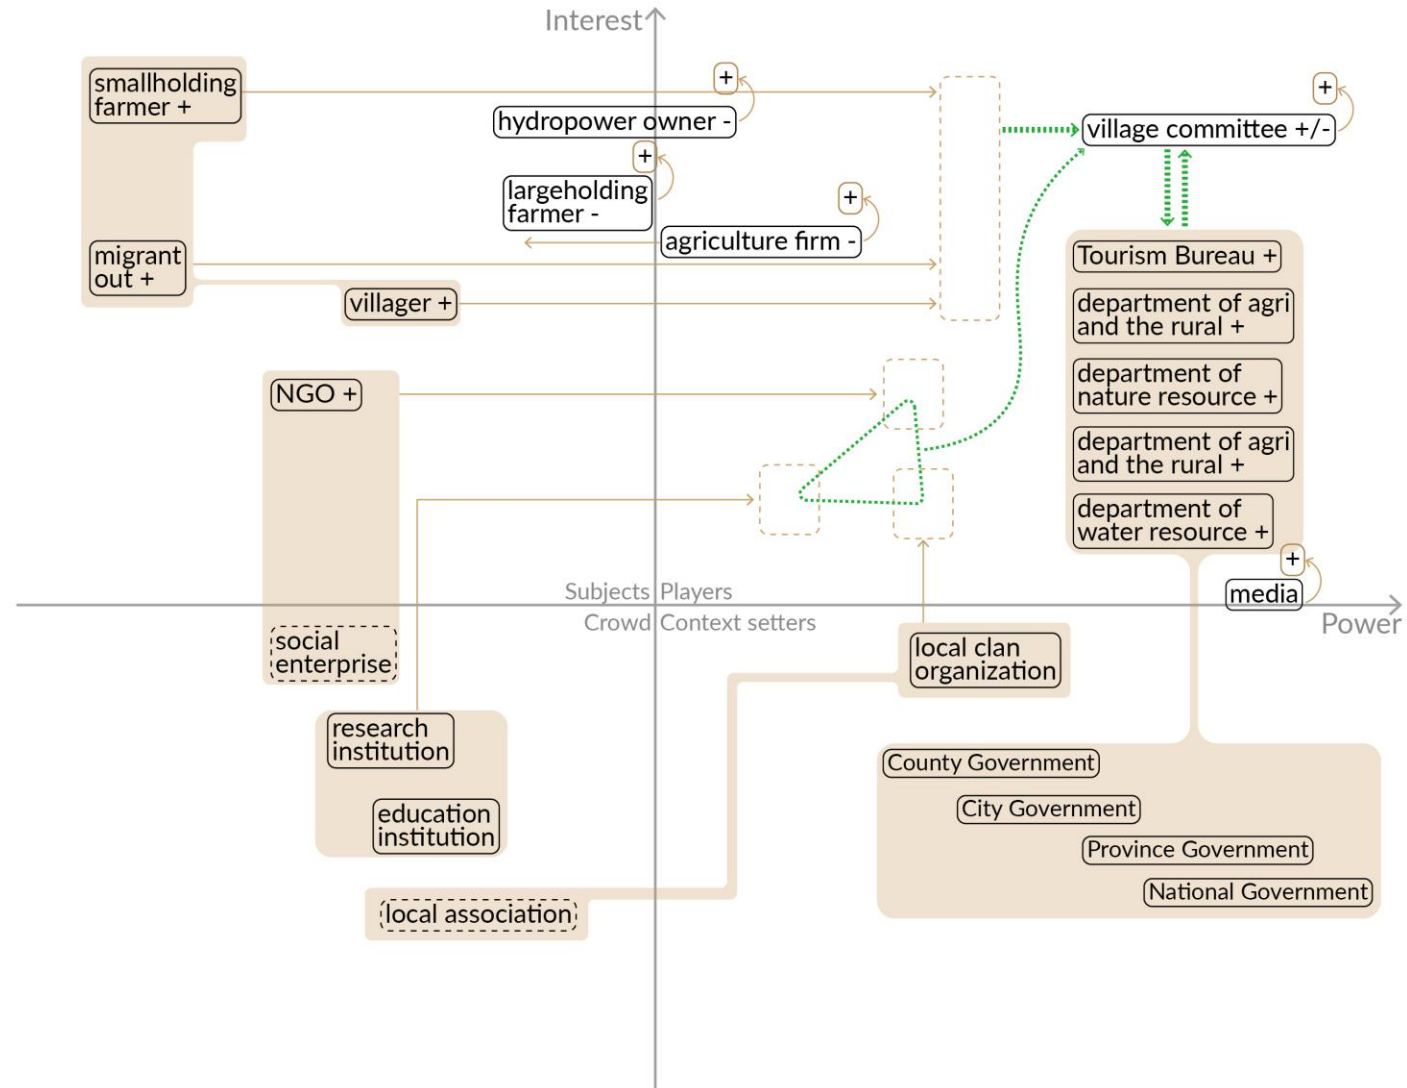 Interest
smallholding
farmer +
+
hydropower owner -
+
village committee +/-
+
largeholding
farmer -
+
agriculture firm -
migrant
out +
villager +
Tourism Bureau +
department of agri
and the rural +
department of
nature resource +
department of agri
and the rural +
department of
water resource +
NGO +
+
media
Subjects
Players
Crowd
Context setters
Power
social
enterprise
local clan
organization
research
institution
education
institution
local association
County Government
City Government
Province Government
National Government